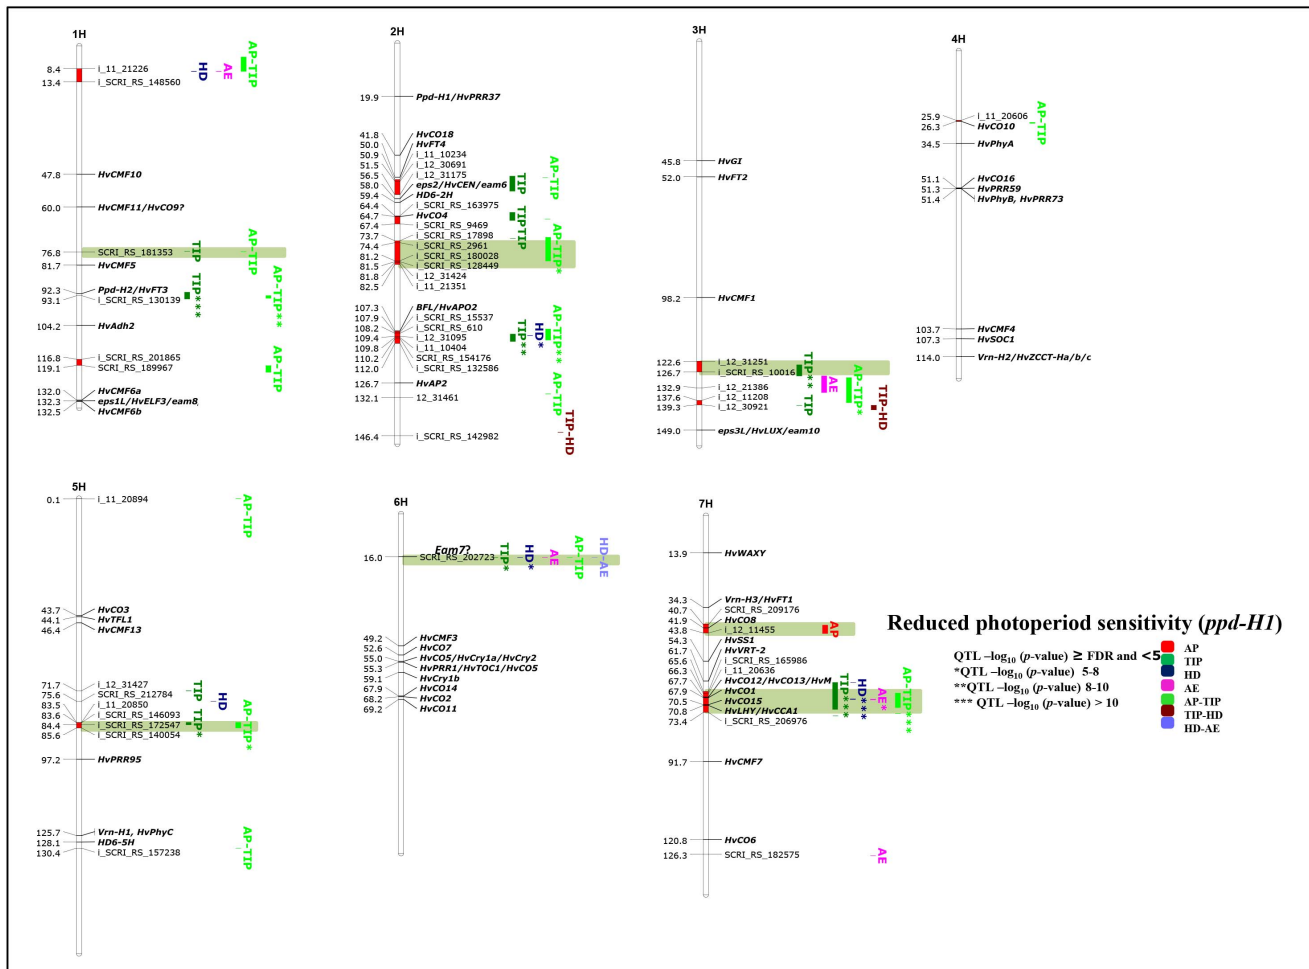 1H
8.4 i_11_21226
13.4 i_SCRI_RS_148560
47.8 HvCMF10
60.0 HvCMF11/HvCO9?
76.8 SCRI_RS_181353
81.7 HvCMF5
92.3 Ppd-H2/HvFT3
93.1 i_SCRI_RS_130139
104.2 HvAdh2
116.8 i_SCRI_RS_201865
119.1 SCRI_RS_189967
132.0 HvCMF6a
132.3 eps1L/HvELF3/eam8
132.5 HvCMF6b
HD
AE
AP-TIP
TIP
AP-TIP
TIP***
AP-TIP**
AP-TIP
2H
19.9 Ppd-H1/HvPRR37
41.8 HvCO18
50.0 HvFT4
50.9 i_11_10234
51.5 i_12_30691
56.5 i_12_31175
58.0 eps2/HvCEN/eam6
59.4 HD6-2H
64.4 i_SCRI_RS_163975
64.7 HvCO4
67.4 i_SCRI_RS_9469
73.7 i_SCRI_RS_17898
74.4 i_SCRI_RS_2961
81.2 i_SCRI_RS_180028
81.5 i_SCRI_RS_128449
81.8 i_12_31424
82.5 i_11_21351
107.3 BFL/HvAPO2
107.9 i_SCRI_RS_15537
108.2 i_SCRI_RS_610
109.4 i_12_31095
109.8 i_11_10404
110.2 SCRI_RS_154176
112.0 i_SCRI_RS_132586
126.7 HvAP2
132.1 12_31461
146.4 i_SCRI_RS_142982
TIP
AP-TIP
TIP
TIP
AP-TIP*
TIP**
HD*
AP-TIP**
AP-TIP
TIP-HD
3H
45.8 HvGI
52.0 HvFT2
98.2 HvCMF1
122.6 i_12_31251
126.7 i_SCRI_RS_10016
132.9 i_12_21386
137.6 i_12_11208
139.3 i_12_30921
149.0 eps3L/HvLUX/eam10
TIP**
TIP
AE
AP-TIP*
TIP-HD
4H
25.9 i_11_20606
26.3 HvCO10
34.5 HvPhyA
51.1 HvCO16
51.3 HvPRR59
51.4 HvPhyB, HvPRR73
103.7 HvCMF4
107.3 HvSOC1
114.0 Vrn-H2/HvZCCT-Ha/b/c
AP-TIP
5H
0.1 i_11_20894
43.7 HvCO3
44.1 HvTFL1
46.4 HvCMF13
71.7 i_12_31427
75.6 SCRI_RS_212784
83.5 i_11_20850
83.6 i_SCRI_RS_146093
84.4 i_SCRI_RS_172547
85.6 i_SCRI_RS_140054
97.2 HvPRR95
125.7 Vrn-H1, HvPhyC
128.1 HD6-5H
130.4 i_SCRI_RS_157238
AP-TIP
TIP
HD
TIP*
AP-TIP*
AP-TIP
6H
Eam7?
16.0 SCRI_RS_202723
49.2 HvCMF3
52.6 HvCO7
55.0 HvCO5/HvCry1a/HvCry2
55.3 HvPRR1/HvTOC1/HvCO5
59.1 HvCry1b
67.9 HvCO14
68.2 HvCO2
69.2 HvCO11
TIP*
HD*
AE
AP-TIP
HD-AE
7H
13.9 HvWAXY
34.3 Vrn-H3/HvFT1
40.7 SCRI_RS_209176
41.9 HvCO8
43.8 i_12_11455
54.3 HvSS1
61.7 HvVRT-2
65.6 i_SCRI_RS_165986
66.3 i_11_20636
67.7 HvCO12/HvCO13/HvM
67.9 HvCO1
70.5 HvCO15
70.8 HvLHY/HvCCA1
73.4 i_SCRI_RS_206976
91.7 HvCMF7
120.8 HvCO6
126.3 SCRI_RS_182575
AP
TIP***
HD***
AE*
AP-TIP***
AE
Reduced photoperiod sensitivity (ppd-H1)
QTL –log10 (p-value) ≥ FDR and <5
*QTL –log10 (p-value) 5-8
**QTL –log10 (p-value) 8-10
*** QTL –log10 (p-value) > 10
AP
TIP
HD
AE
AP-TIP
TIP-HD
HD-AE